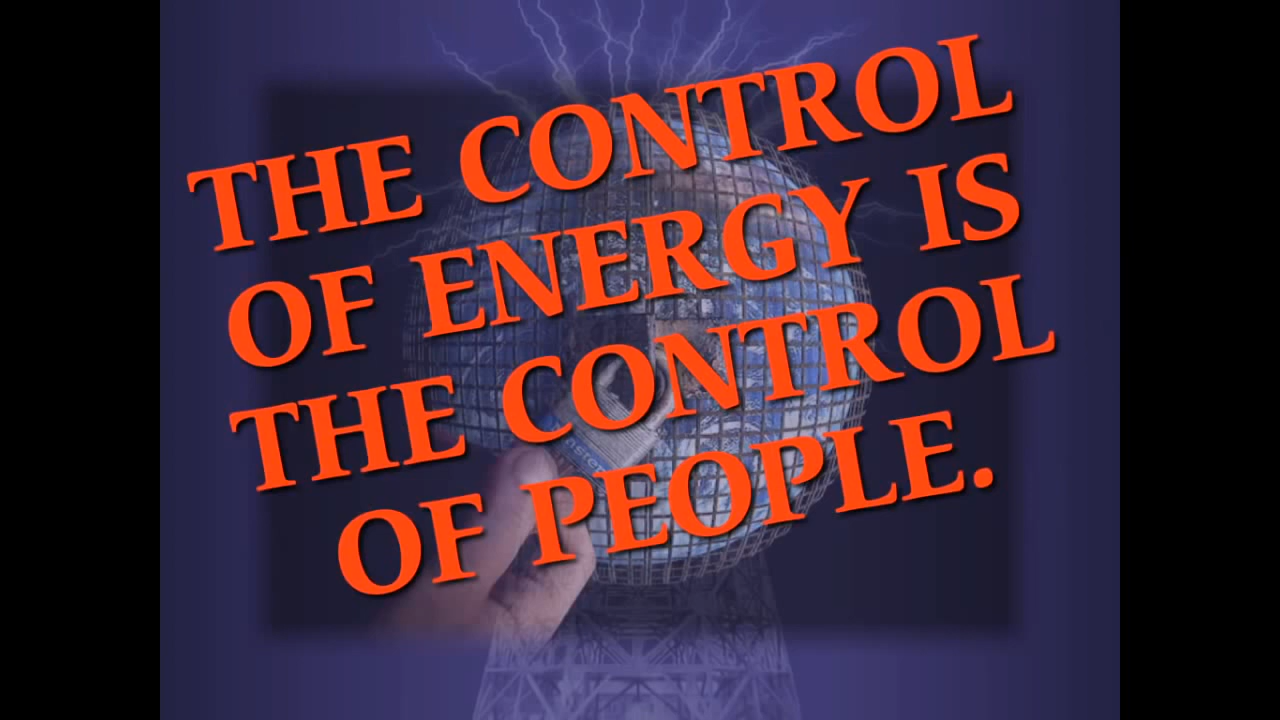 THE CONTROL
OF ENERGY IS
THE CONTROL
OF PEOPLE.